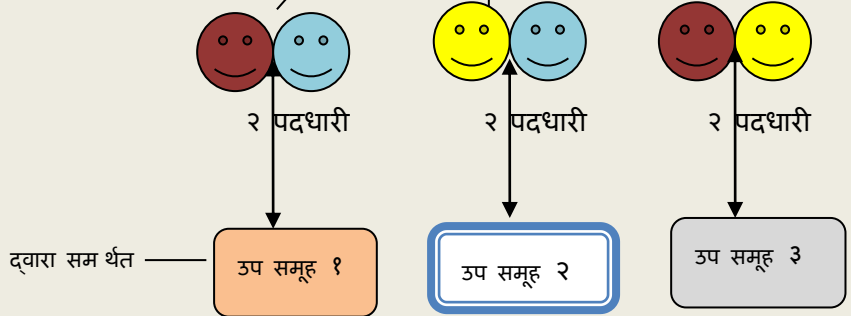 २ पदधारी
२ पदधारी
२ पदधारी
द्वारा सम र्थत
उप समूह १
उप समूह २
उप समूह ३